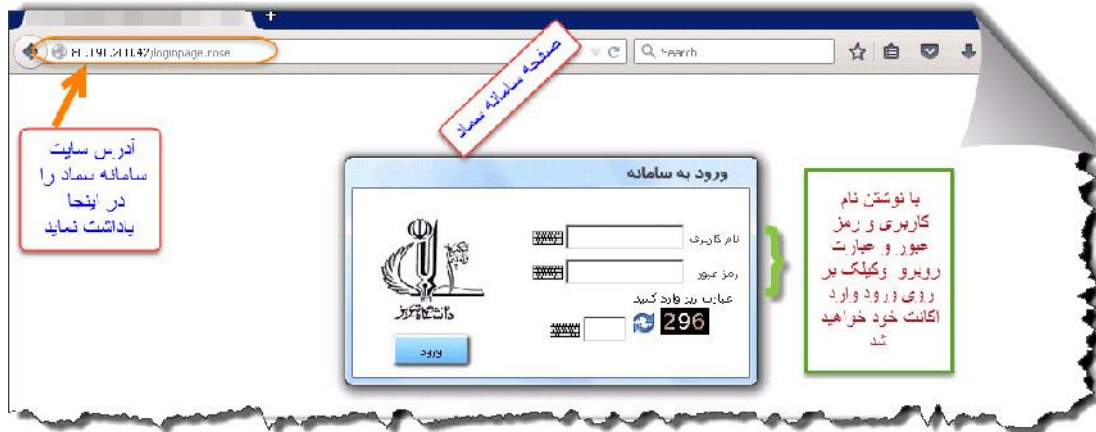 /loginpage.rose
Search
صفحه سامانه سماد
آدرس سایت
سامانه سماد را
در اینجا
یاداشت نماید
ورود به سامانه
نام کاربری
رمز عبور
عبارت زیر وارد کنید
296
ورود
با نوشتن نام
کاربری و رمز
عبور و عبارت
روبرو وکیلک بر
روی ورود وارد
اکانت خود خواهید
شد